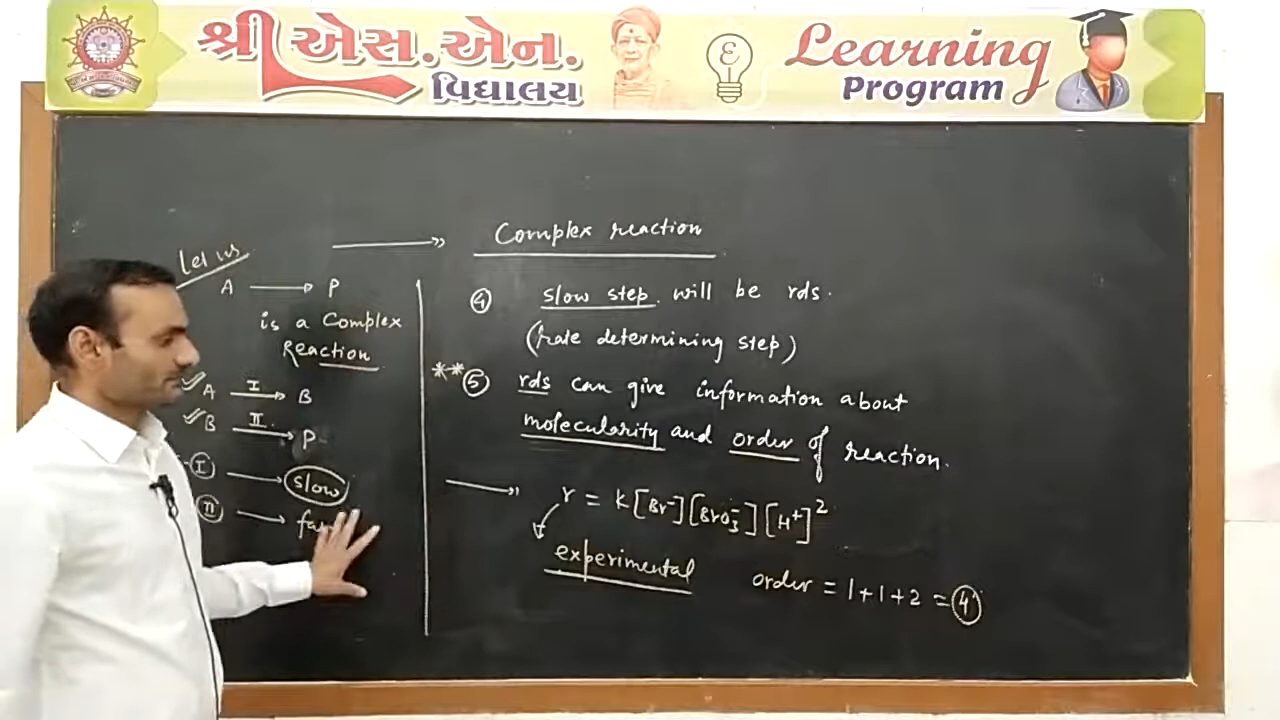 શ્રી એસ.એન.
વિદ્યાલય
Learning
Program
Complex reaction
Let us
A → P
is a Complex
Reaction
A I → B
B II → P
I → slow
II →
④ slow step will be rds.
(rate determining step)
**⑤ rds can give information about
molecularity and order of reaction.
→ r = K[Br⁻][BrO₃⁻][H⁺]²
experimental
order = 1+1+2 = ④